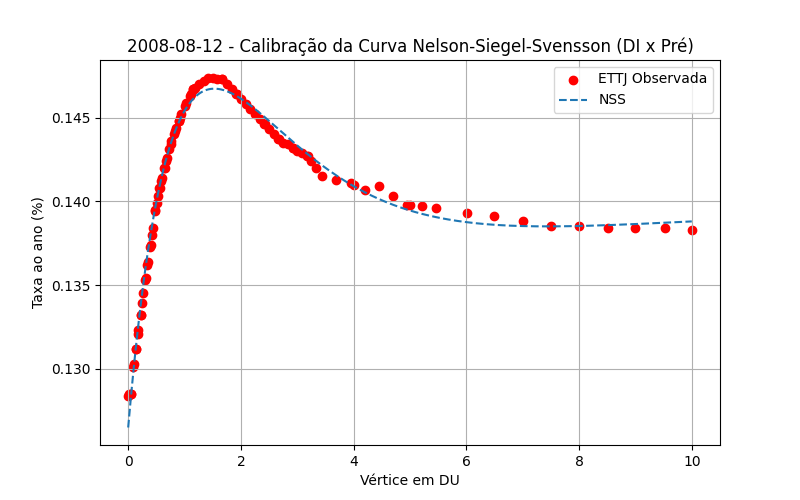 2008-08-12 - Calibração da Curva Nelson-Siegel-Svensson (DI x Pré)
ETTJ Observada
NSS
Taxa ao ano (%)
0.145
0.140
0.135
0.130
0 2 4 6 8 10
Vértice em DU